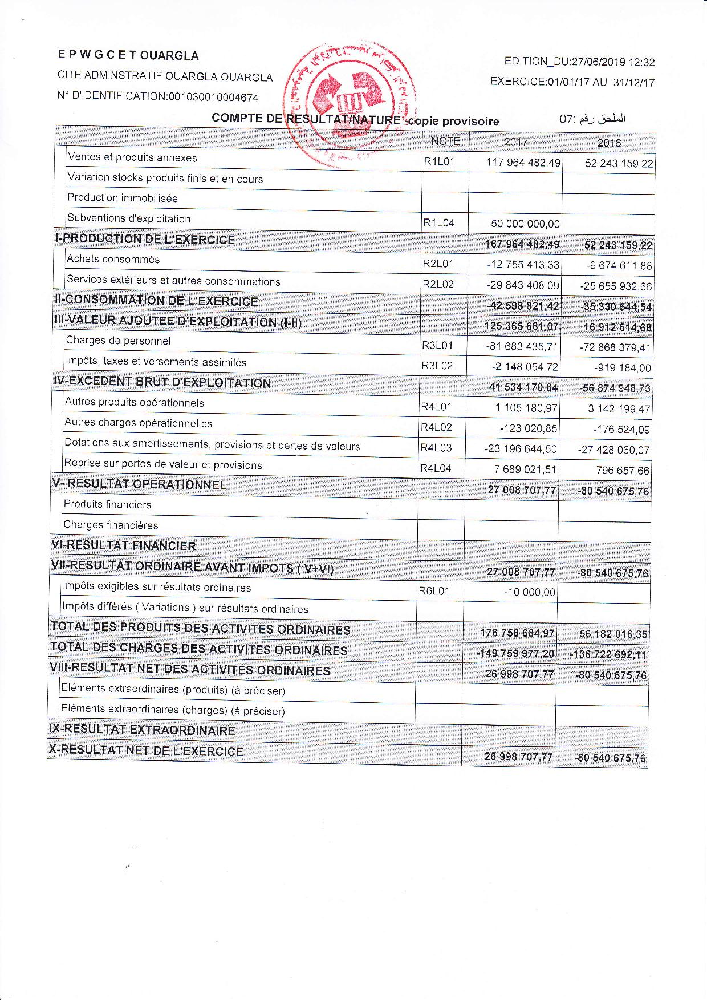 E P W G C E T OUARGLA
CITE ADMINSTRATIF OUARGLA OUARGLA
N° D'IDENTIFICATION:001030010004674
EDITION_DU:27/06/2019 12:32
EXERCICE:01/01/17 AU 31/12/17
COMPTE DE RESULTAT/NATURE -copie provisoire
الملحق رقم :07
NOTE 2017 2016
Ventes et produits annexes R1L01 117 964 482,49 52 243 159,22
Variation stocks produits finis et en cours
Production immobilisée
Subventions d'exploitation R1L04 50 000 000,00
I-PRODUCTION DE L'EXERCICE 167 964 482,49 52 243 159,22
Achats consommés R2L01 -12 755 413,33 -9 674 611,88
Services extérieurs et autres consommations R2L02 -29 843 408,09 -25 655 932,66
II-CONSOMMATION DE L'EXERCICE -42 598 821,42 -35 330 544,54
III-VALEUR AJOUTEE D'EXPLOITATION (I-II) 125 365 661,07 16 912 614,68
Charges de personnel R3L01 -81 683 435,71 -72 868 379,41
Impôts, taxes et versements assimilés R3L02 -2 148 054,72 -919 184,00
IV-EXCEDENT BRUT D'EXPLOITATION 41 534 170,64 -56 874 948,73
Autres produits opérationnels R4L01 1 105 180,97 3 142 199,47
Autres charges opérationnelles R4L02 -123 020,85 -176 524,09
Dotations aux amortissements, provisions et pertes de valeurs R4L03 -23 196 644,50 -27 428 060,07
Reprise sur pertes de valeur et provisions R4L04 7 689 021,51 796 657,66
V- RESULTAT OPERATIONNEL 27 008 707,77 -80 540 675,76
Produits financiers
Charges financières
VI-RESULTAT FINANCIER
VII-RESULTAT ORDINAIRE AVANT IMPOTS ( V+VI) 27 008 707,77 -80 540 675,76
Impôts exigibles sur résultats ordinaires R6L01 -10 000,00
Impôts différés ( Variations ) sur résultats ordinaires
TOTAL DES PRODUITS DES ACTIVITES ORDINAIRES 176 758 684,97 56 182 016,35
TOTAL DES CHARGES DES ACTIVITES ORDINAIRES -149 759 977,20 -136 722 692,11
VIII-RESULTAT NET DES ACTIVITES ORDINAIRES 26 998 707,77 -80 540 675,76
Eléments extraordinaires (produits) (à préciser)
Eléments extraordinaires (charges) (à préciser)
IX-RESULTAT EXTRAORDINAIRE
X-RESULTAT NET DE L'EXERCICE 26 998 707,77 -80 540 675,76